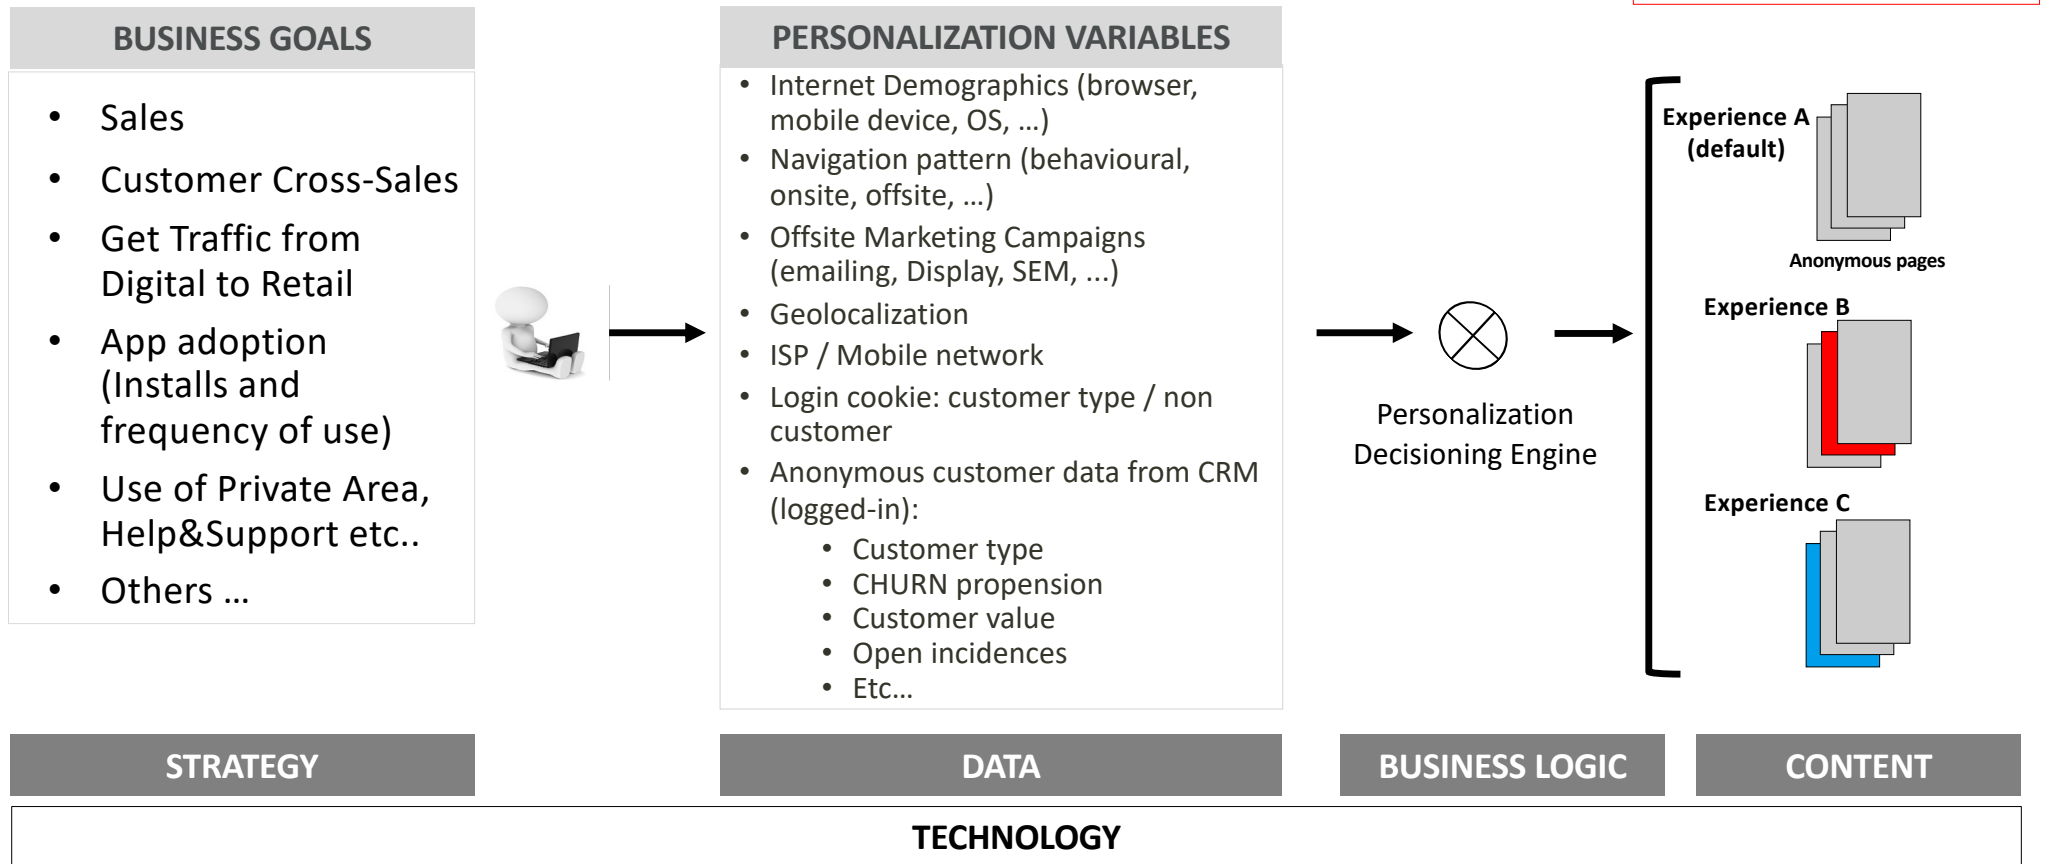 BUSINESS GOALS
• Sales
• Customer Cross-Sales
• Get Traffic from
Digital to Retail
• App adoption
(Installs and
frequency of use)
• Use of Private Area,
Help&Support etc..
• Others …
PERSONALIZATION VARIABLES
• Internet Demographics (browser,
mobile device, OS, …)
• Navigation pattern (behavioural,
onsite, offsite, …)
• Offsite Marketing Campaigns
(emailing, Display, SEM, ...)
• Geolocalization
• ISP / Mobile network
• Login cookie: customer type / non
customer
• Anonymous customer data from CRM
(logged-in):
• Customer type
• CHURN propension
• Customer value
• Open incidences
• Etc…
Personalization
Decisioning Engine
Experience A
(default)
Anonymous pages
Experience B
Experience C
STRATEGY
DATA
BUSINESS LOGIC
CONTENT
TECHNOLOGY